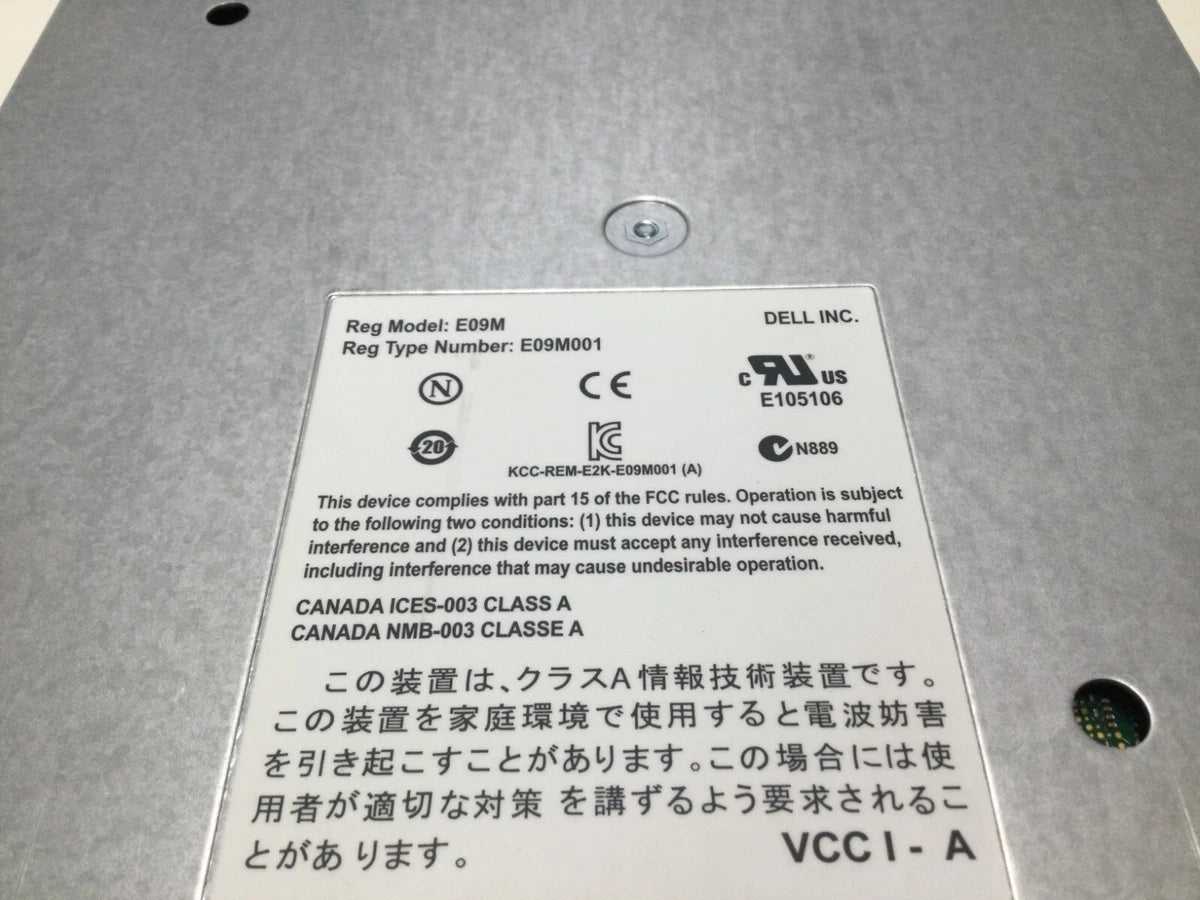 Reg Model: E09M
DELL INC.
Reg Type Number: E09M001
N
CE
c RU® US
E105106
20
KC
N889
KCC-REM-E2K-E09M001 (A)
This device complies with part 15 of the FCC rules. Operation is subject
to the following two conditions: (1) this device may not cause harmful
interference and (2) this device must accept any interference received,
including interference that may cause undesirable operation.
CANADA ICES-003 CLASS A
CANADA NMB-003 CLASSE A
この装置は、クラスA情報技術装置です。
この装置を家庭環境で使用すると電波妨害
を引き起こすことがあります。この場合には使
用者が適切な対策 を講ずるよう要求されるこ
とがあります。
VCCI-A